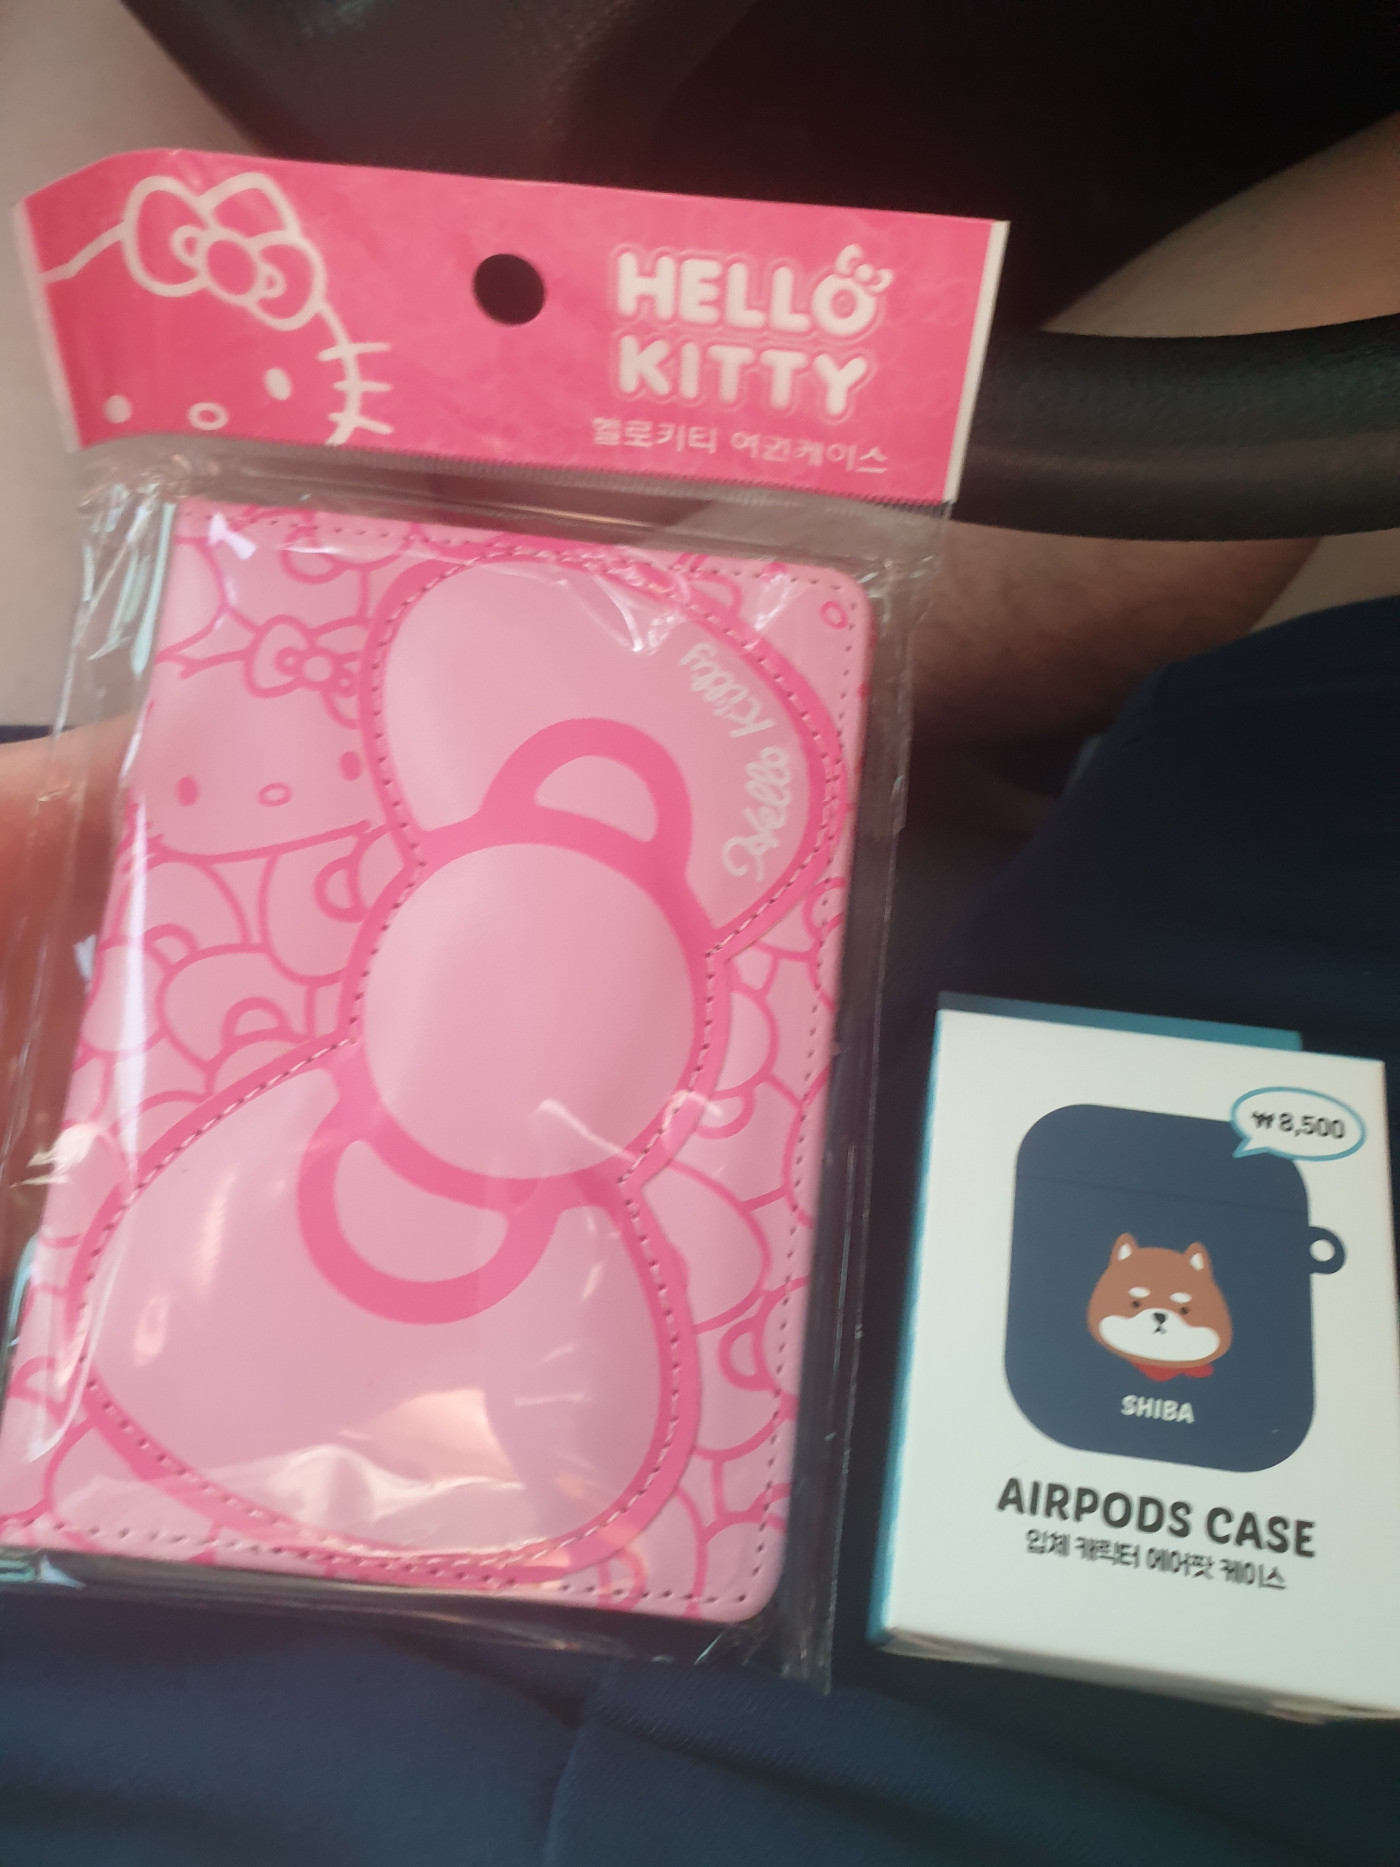 HELLO
KITTY
헬로키티 여권케이스
Hello Kitty
₩8,500
SHIBA
AIRPODS CASE
입체 캐릭터 에어팟 케이스